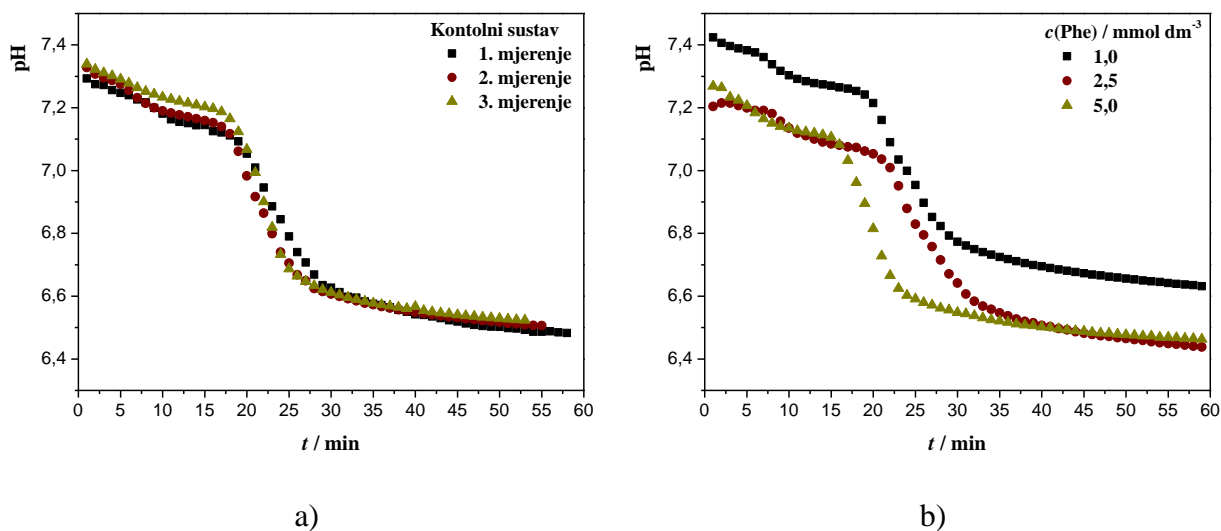 Kontolni sustav
1. mjerenje
2. mjerenje
3. mjerenje
pH
7,4
7,2
7,0
6,8
6,6
6,4
0 5 10 15 20 25 30 35 40 45 50 55 60
t / min
a)
c(Phe) / mmol dm⁻³
1,0
2,5
5,0
pH
7,4
7,2
7,0
6,8
6,6
6,4
0 5 10 15 20 25 30 35 40 45 50 55 60
t / min
b)